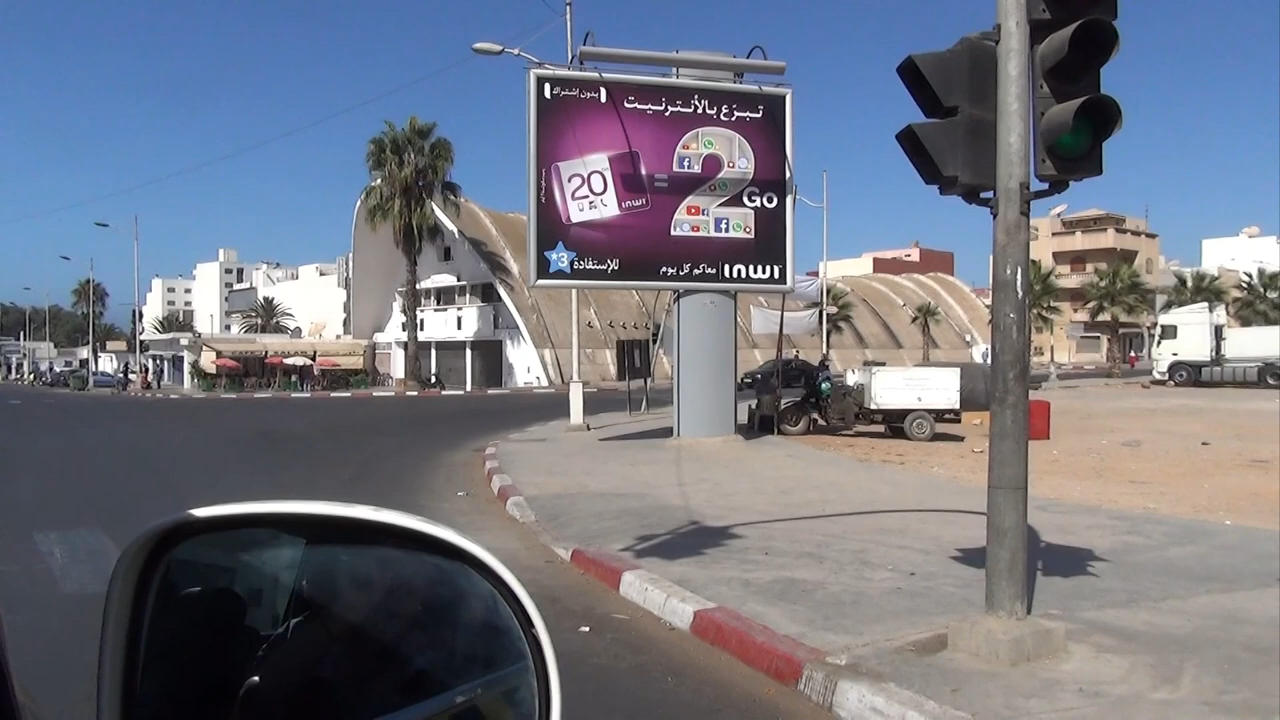 بدون إشتراك
تبرّع بالأنترنيت
20
inwi
=
2
Go
*3
للإستفادة
معاكم كل يوم
inwi